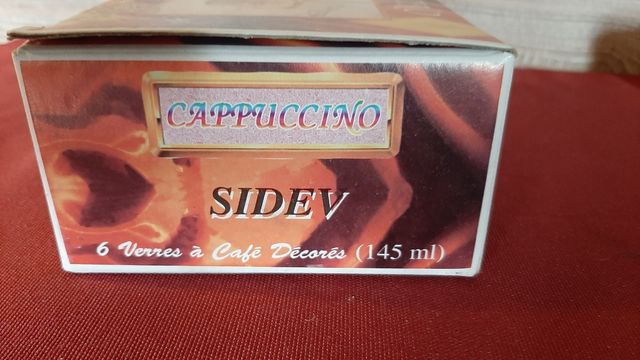 CAPPUCCINO
SIDEV
6 Verres à Café Décorés (145 ml)